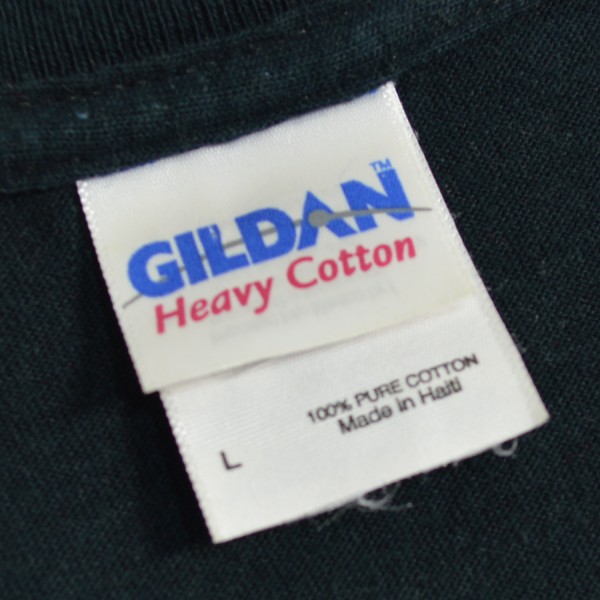 GILDAN™
Heavy Cotton
100% PURE COTTON
Made in Haiti
L